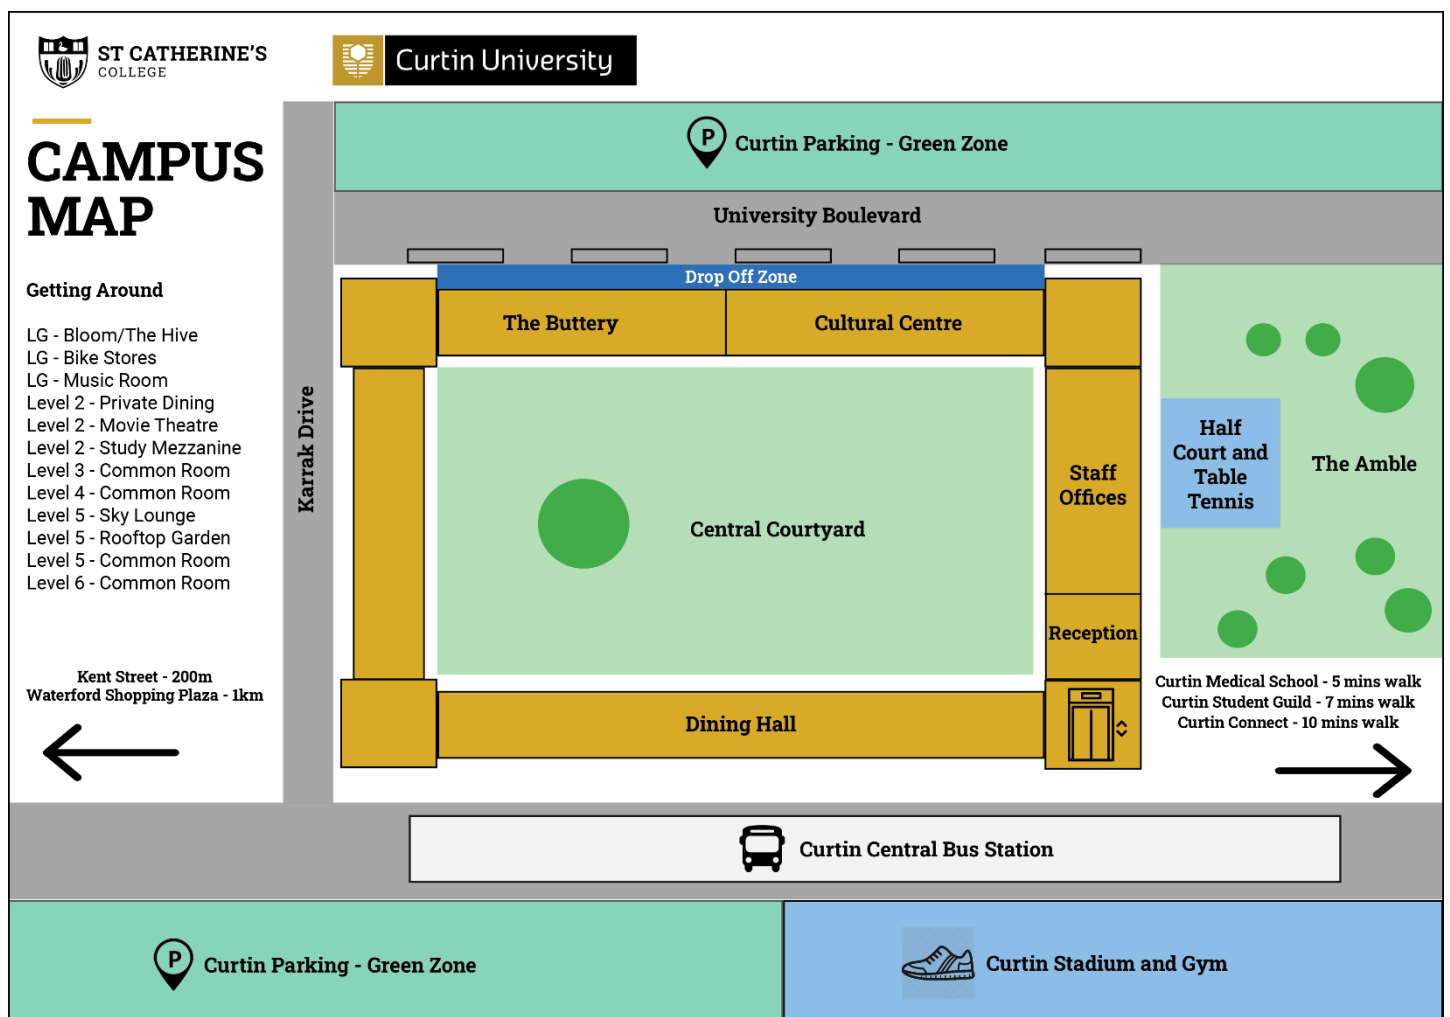 ST CATHERINE'S
COLLEGE
Curtin University
CAMPUS
MAP
Getting Around
LG - Bloom/The Hive
LG - Bike Stores
LG - Music Room
Level 2 - Private Dining
Level 2 - Movie Theatre
Level 2 - Study Mezzanine
Level 3 - Common Room
Level 4 - Common Room
Level 5 - Sky Lounge
Level 5 - Rooftop Garden
Level 5 - Common Room
Level 6 - Common Room
Kent Street - 200m
Waterford Shopping Plaza - 1km
Karrak Drive
P
Curtin Parking - Green Zone
University Boulevard
Drop Off Zone
The Buttery
Cultural Centre
Central Courtyard
Staff
Offices
Reception
Dining Hall
Half
Court and
Table
Tennis
The Amble
Curtin Medical School - 5 mins walk
Curtin Student Guild - 7 mins walk
Curtin Connect - 10 mins walk
Curtin Central Bus Station
P
Curtin Parking - Green Zone
Curtin Stadium and Gym